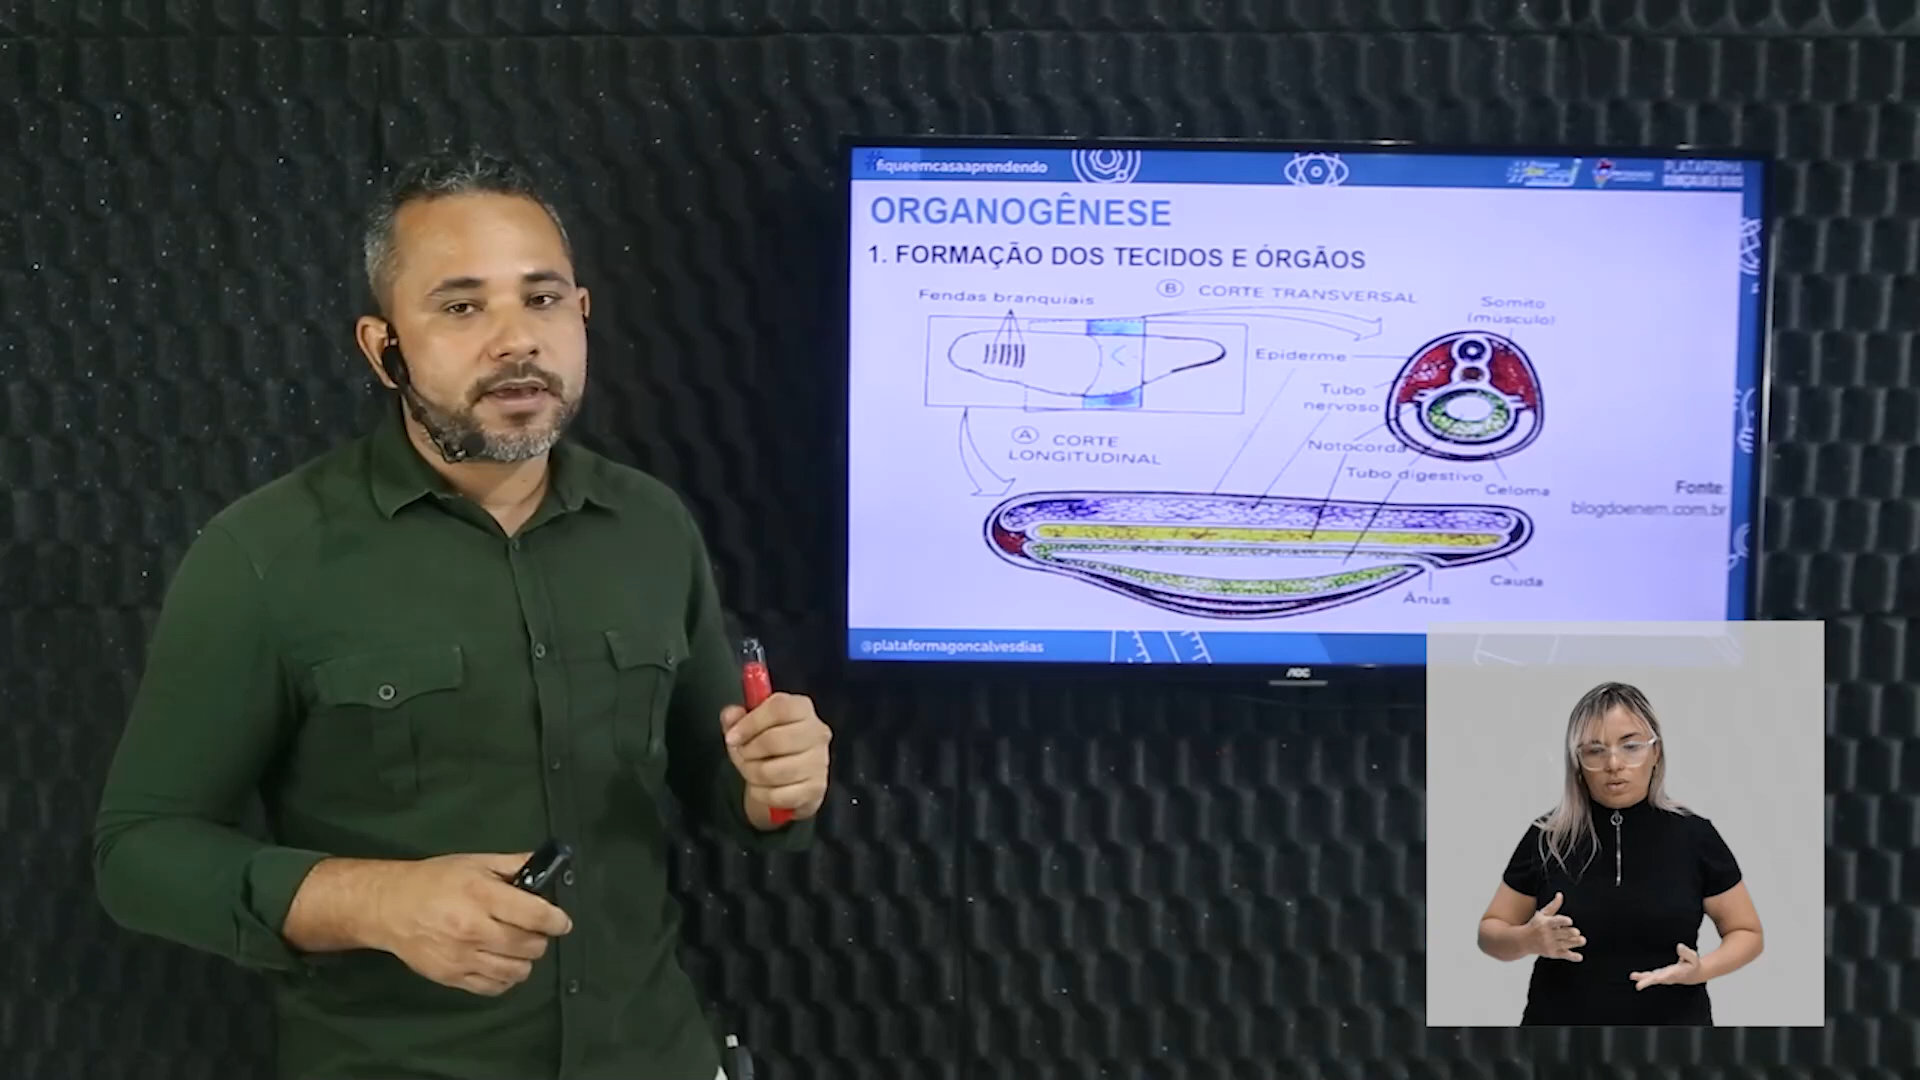 #fiqueemcasaaprendendo
PLATAFORMA
GONÇALVES DIAS
ORGANOGÊNESE
1. FORMAÇÃO DOS TECIDOS E ÓRGÃOS
Fendas branquiais
B CORTE TRANSVERSAL
Somito
(músculo)
Epiderme
Tubo
nervoso
A CORTE
LONGITUDINAL
Notocorda
Tubo digestivo
Celoma
Fonte:
blogdoenem.com.br
Cauda
Ânus
@plataformagoncalvesdias
AOC